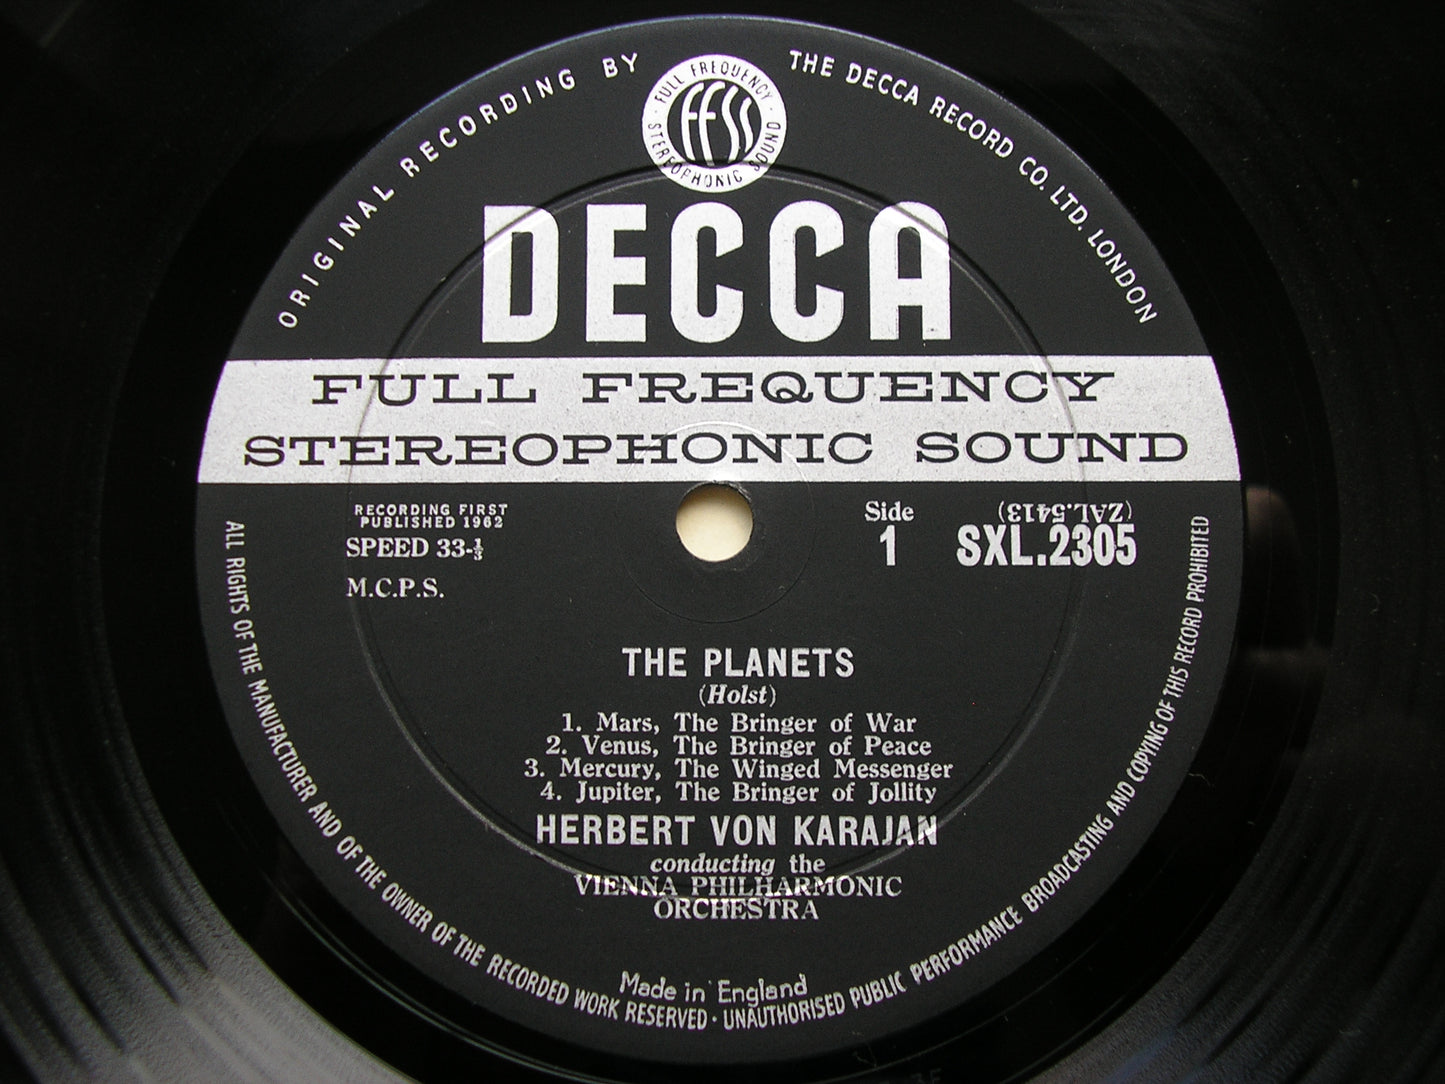 ORIGINAL RECORDING BY THE DECCA RECORD CO. LTD. LONDON
FULL FREQUENCY
FFSS
STEREOPHONIC SOUND
DECCA
FULL FREQUENCY
STEREOPHONIC SOUND
RECORDING FIRST
PUBLISHED 1962
SPEED 33-⅓
M.C.P.S.
Side
1
(ZAL.5413)
SXL.2305
THE PLANETS
(Holst)
1. Mars, The Bringer of War
2. Venus, The Bringer of Peace
3. Mercury, The Winged Messenger
4. Jupiter, The Bringer of Jollity
HERBERT VON KARAJAN
conducting the
VIENNA PHILHARMONIC
ORCHESTRA
Made in England
ALL RIGHTS OF THE MANUFACTURER AND OF THE OWNER OF THE RECORDED WORK RESERVED · UNAUTHORISED PUBLIC PERFORMANCE BROADCASTING AND COPYING OF THIS RECORD PROHIBITED